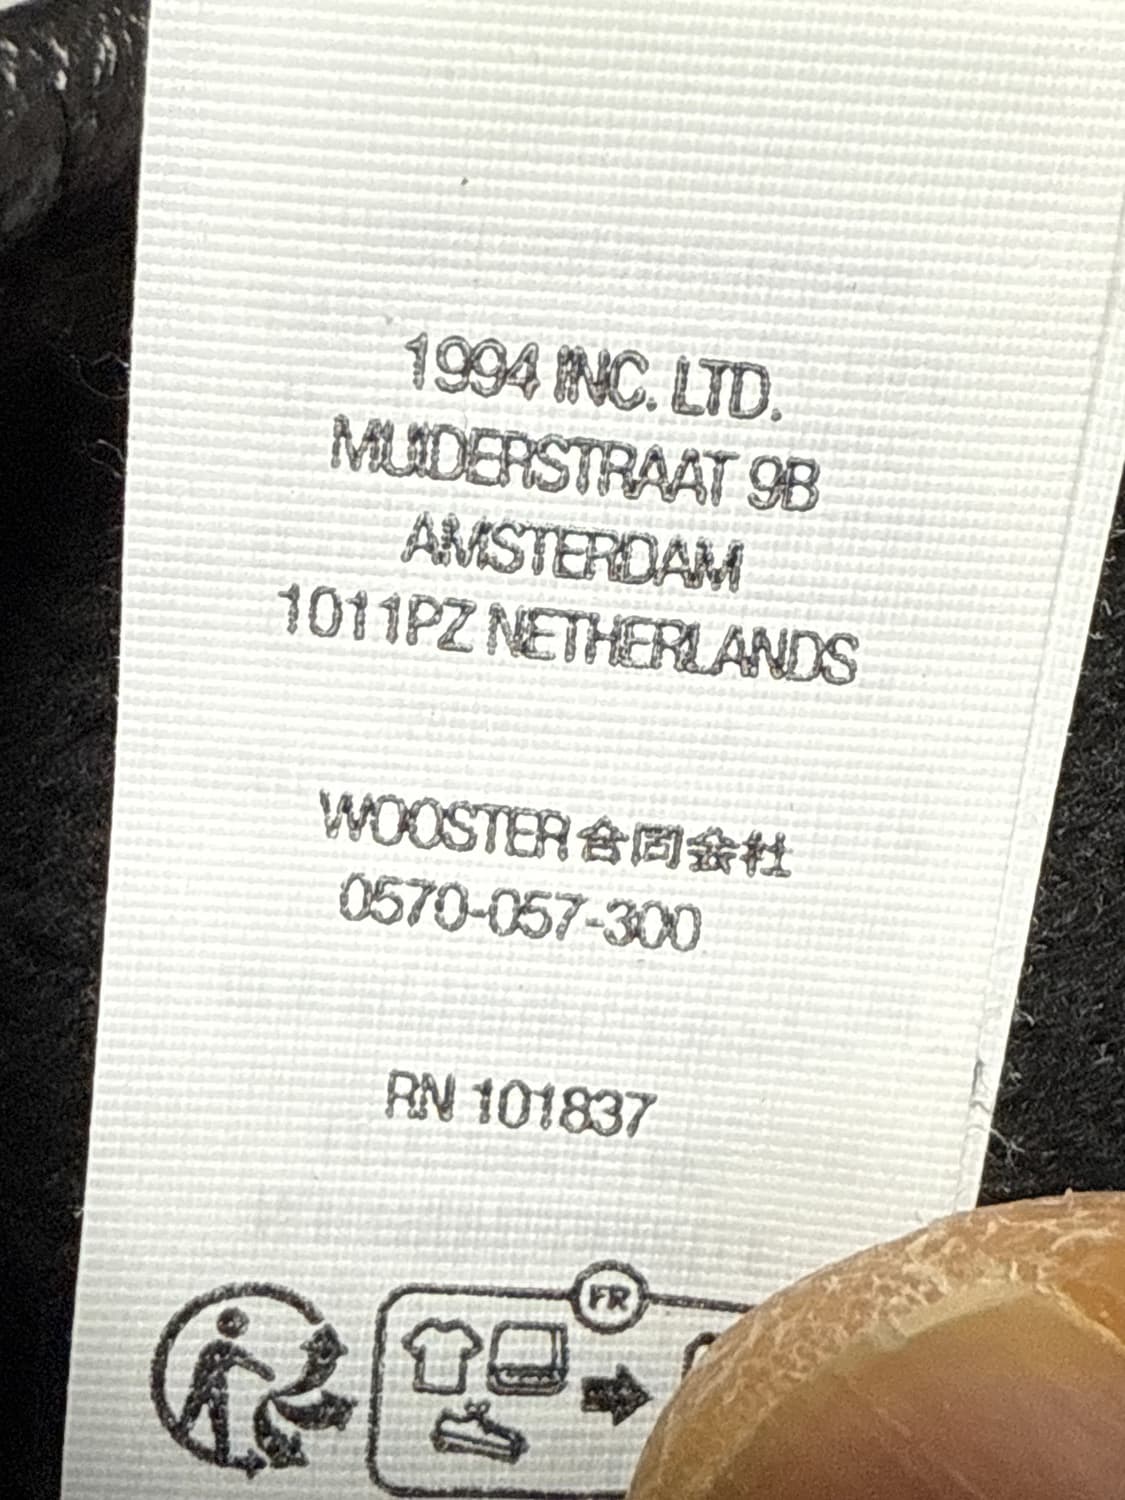 1994 INC. LTD.
MUIDERSTRAAT 9B
AMSTERDAM
1011PZ NETHERLANDS
WOOSTER合同会社
0570-057-300
RN 101837
FR